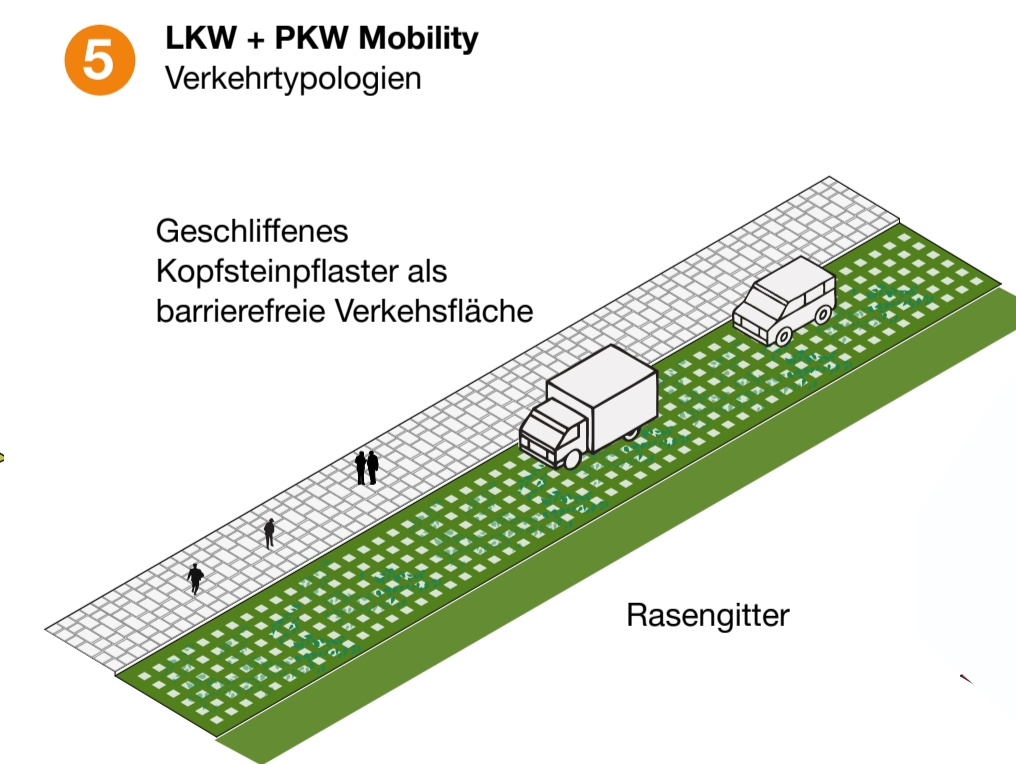 5
LKW + PKW Mobility
Verkehrtypologien
Geschliffenes
Kopfsteinpflaster als
barrierefreie Verkehsfläche
Rasengitter